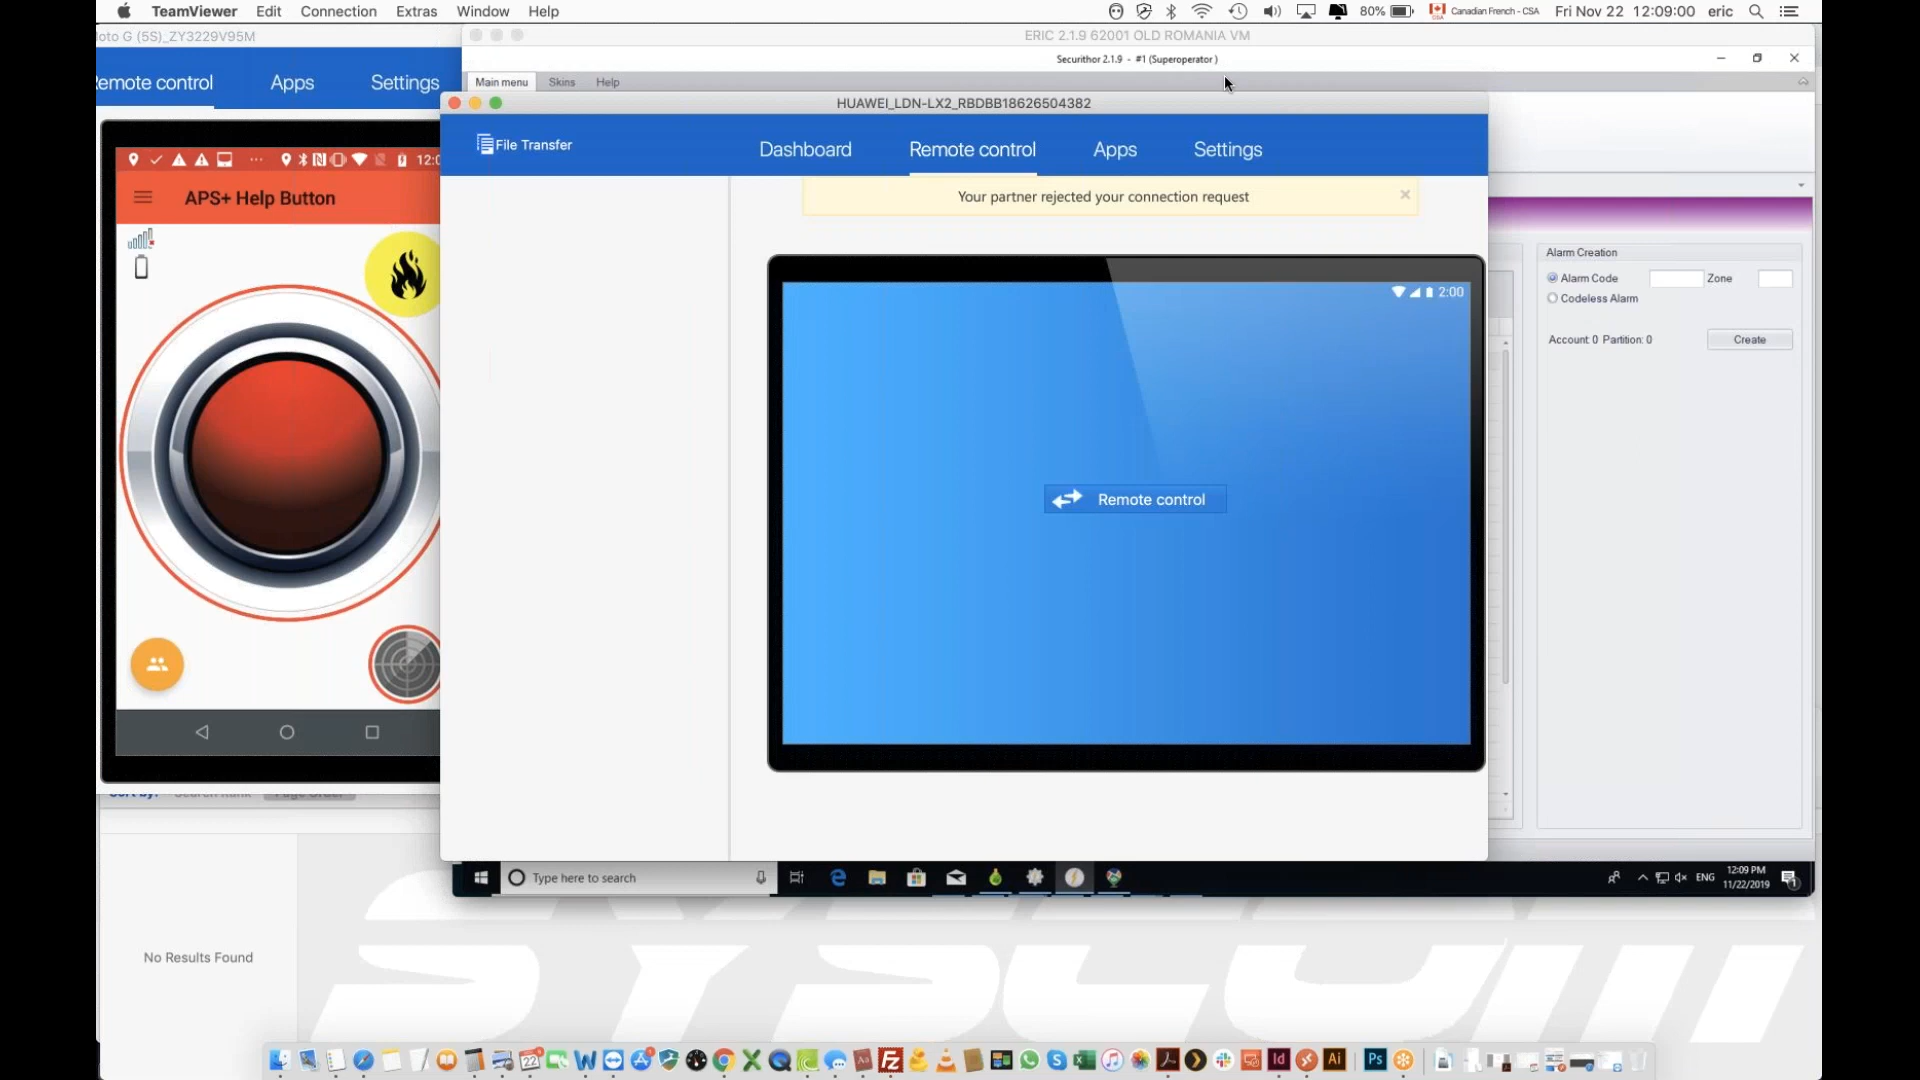 TeamViewer Edit Connection Extras Window Help
80% Canadian French - CSA Fri Nov 22 12:09:00 eric
oto G (5S)_ZY3229V95M
ERIC 2.1.9 62001 OLD ROMANIA VM
Securithor 2.1.9 - #1 (Superoperator )
emote control Apps Settings
Main menu Skins Help
HUAWEI_LDN-LX2_RBDBB18626504382
File Transfer
Dashboard Remote control Apps Settings
12:0
APS+ Help Button
Your partner rejected your connection request
Alarm Creation
Alarm Code Zone
Codeless Alarm
Account: 0 Partition: 0 Create
2:00
Remote control
Type here to search
ENG
12:09 PM
11/22/2019
1
No Results Found
SYSCOM